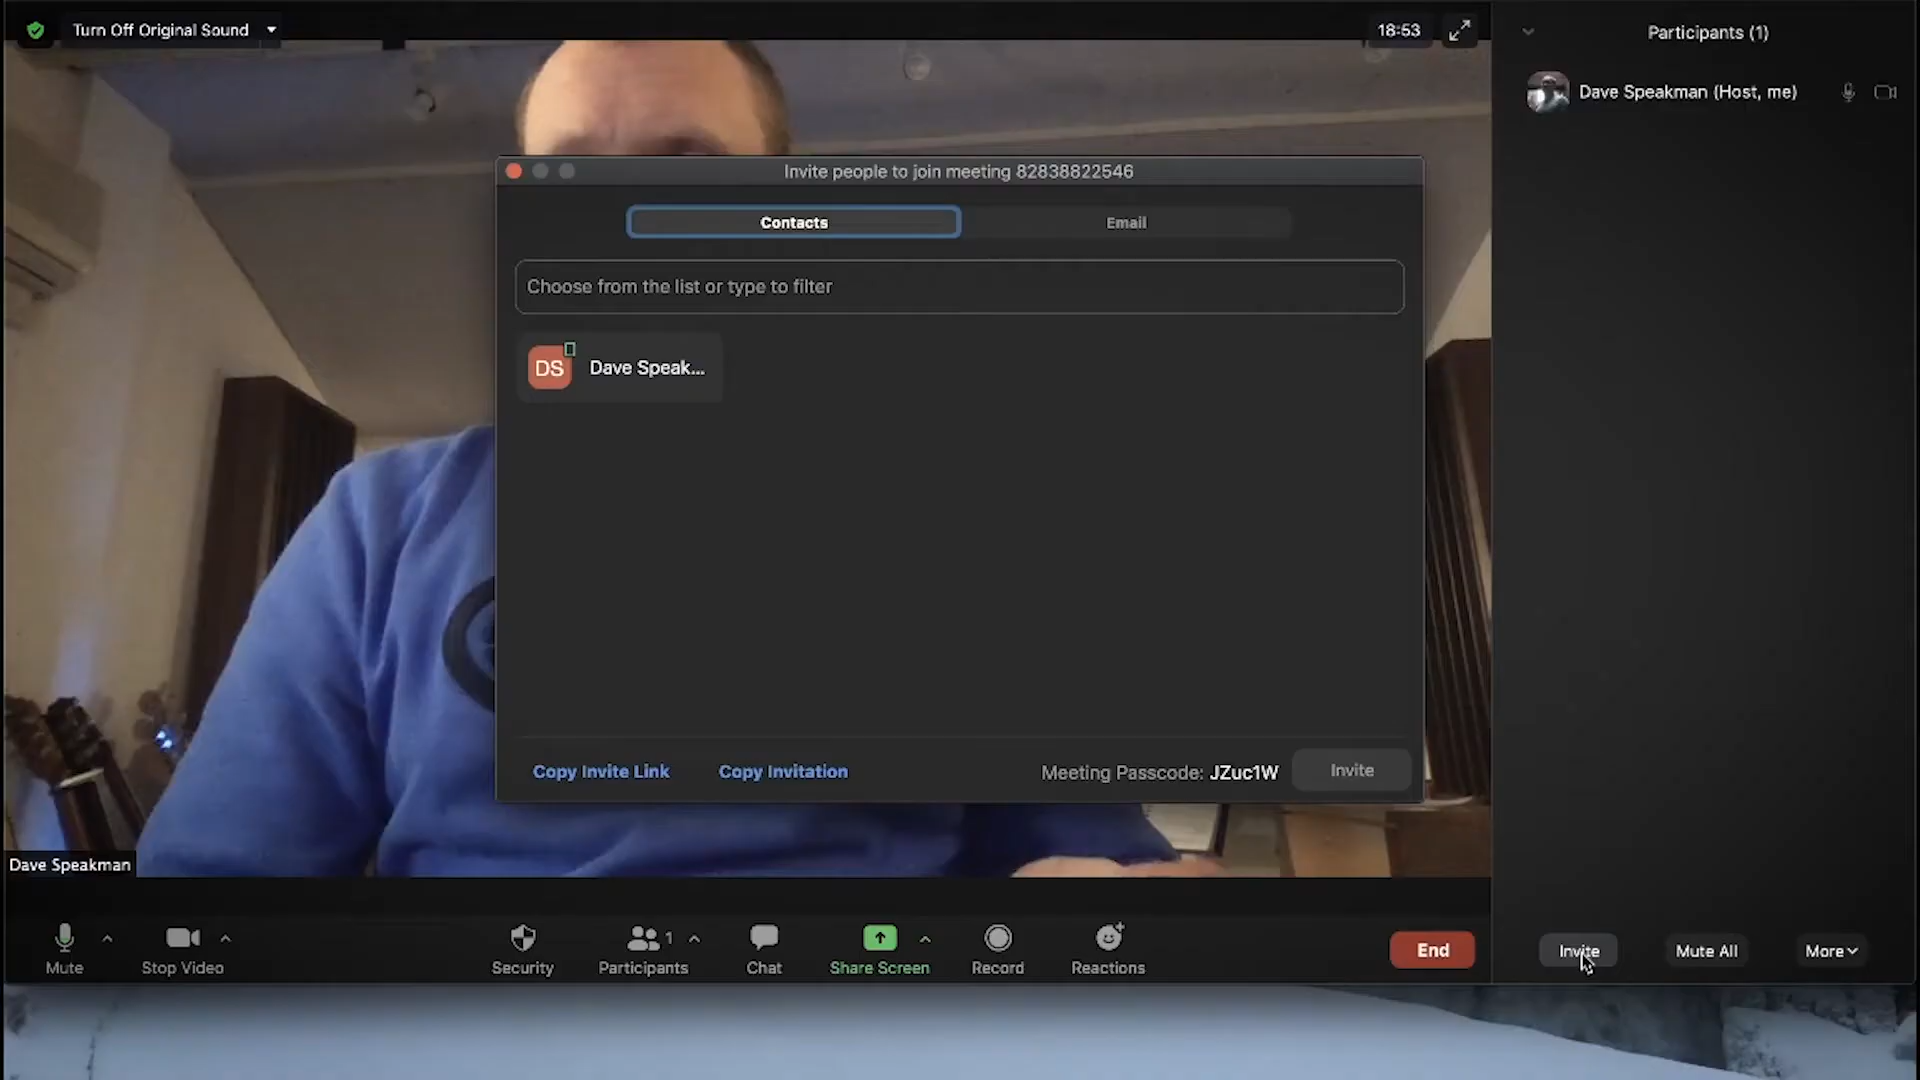 Turn Off Original Sound
18:53
Participants (1)
Dave Speakman (Host, me)
Invite people to join meeting 82838822546
Contacts
Email
Choose from the list or type to filter
DS
Dave Speak...
Copy Invite Link
Copy Invitation
Meeting Passcode: JZuc1W
Invite
Dave Speakman
Mute
Stop Video
Security
1
Participants
Chat
Share Screen
Record
Reactions
End
Invite
Mute All
More